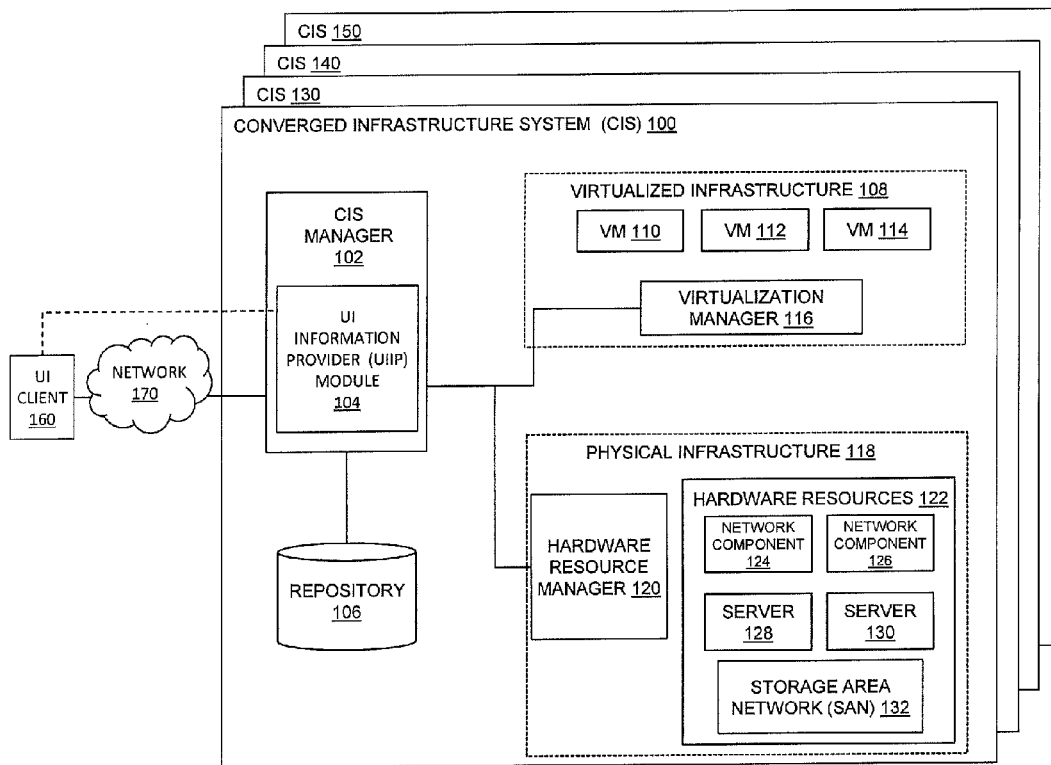 CIS 150
CIS 140
CIS 130
CONVERGED INFRASTRUCTURE SYSTEM (CIS) 100
CIS
MANAGER
102
UI
INFORMATION
PROVIDER (UIIP)
MODULE
104
UI
CLIENT
160
NETWORK
170
REPOSITORY
106
VIRTUALIZED INFRASTRUCTURE 108
VM 110
VM 112
VM 114
VIRTUALIZATION
MANAGER 116
PHYSICAL INFRASTRUCTURE 118
HARDWARE
RESOURCE
MANAGER 120
HARDWARE RESOURCES 122
NETWORK
COMPONENT
124
NETWORK
COMPONENT
126
SERVER
128
SERVER
130
STORAGE AREA
NETWORK (SAN) 132